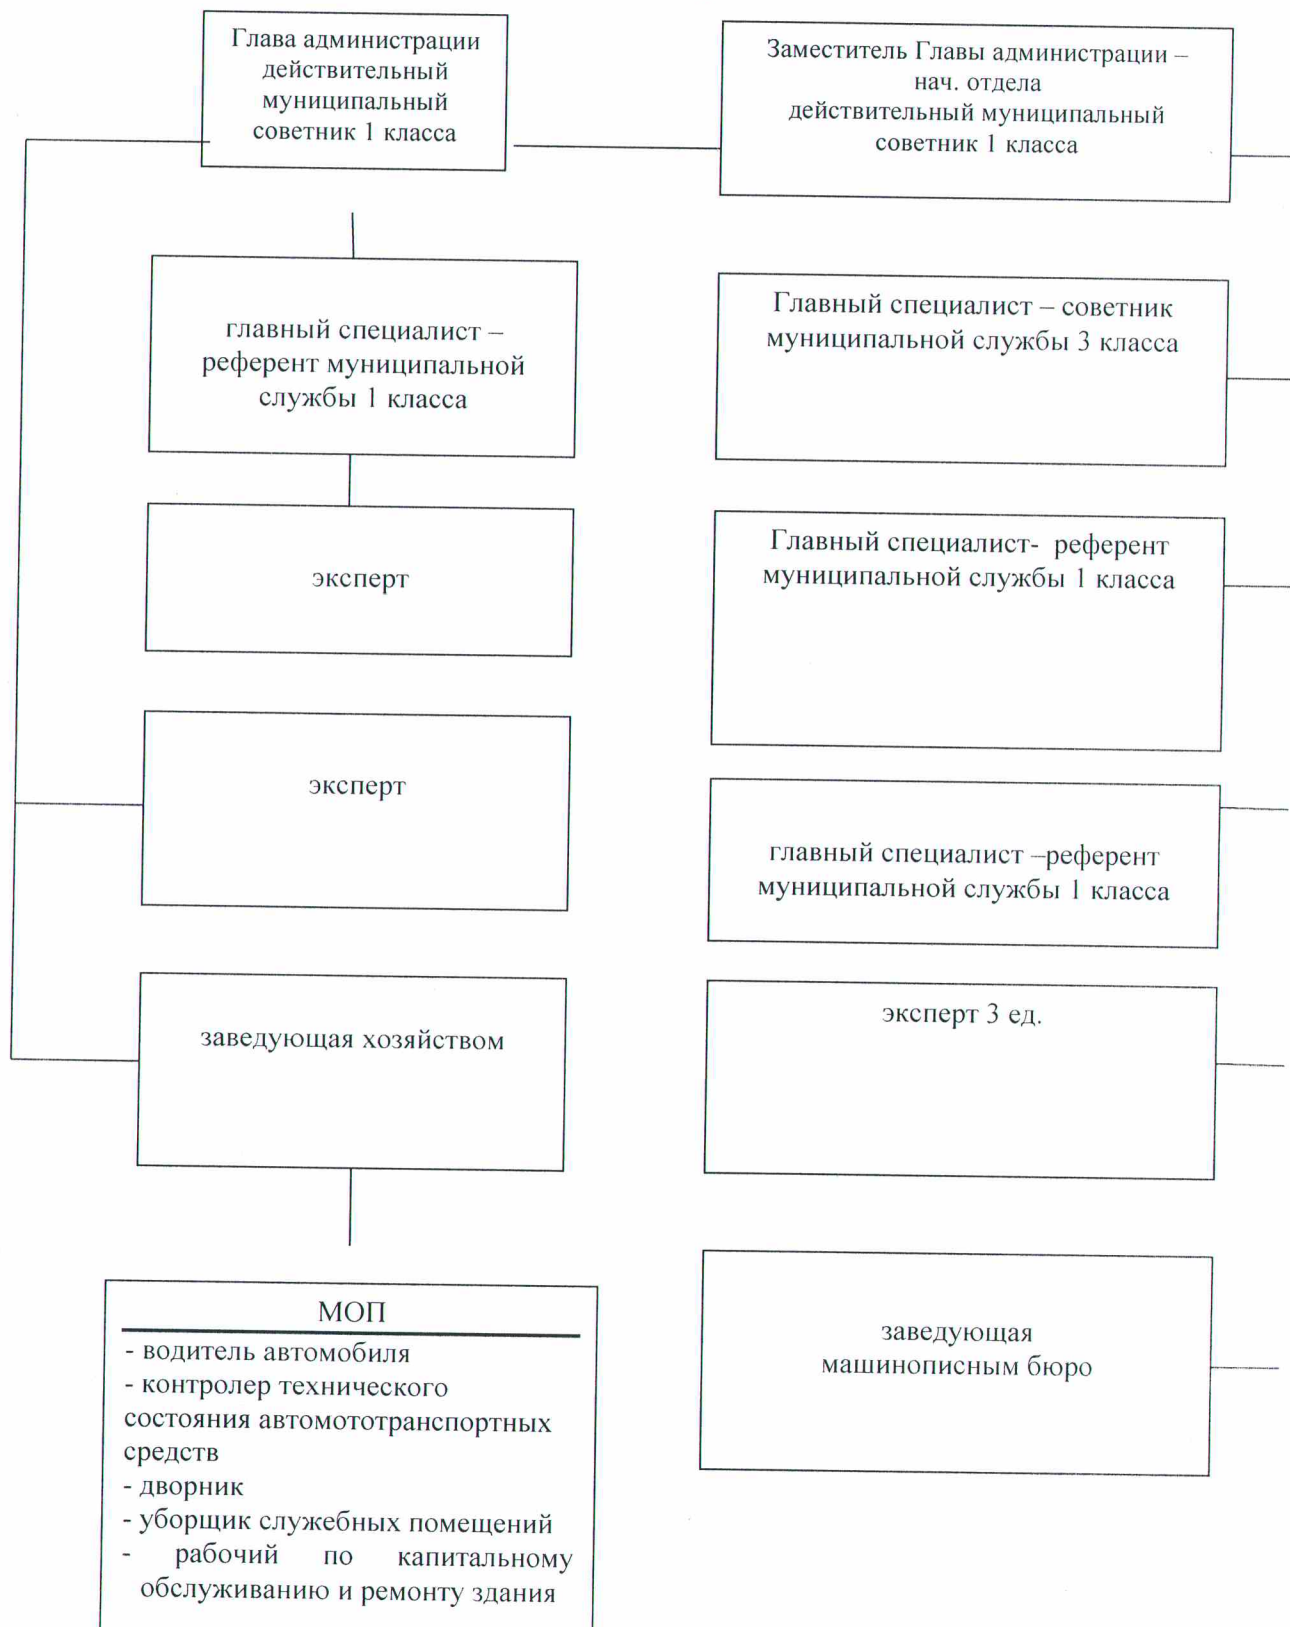 Глава администрации
действительный
муниципальный
советник 1 класса
Заместитель Главы администрации –
нач. отдела
действительный муниципальный
советник 1 класса
главный специалист –
референт муниципальной
службы 1 класса
Главный специалист – советник
муниципальной службы 3 класса
эксперт
Главный специалист-  референт
муниципальной службы 1 класса
эксперт
главный специалист –референт
муниципальной службы 1 класса
заведующая хозяйством
эксперт 3 ед.
МОП
- водитель автомобиля
- контролер технического
состояния автомототранспортных
средств
- дворник
- уборщик служебных помещений
- рабочий по капитальному
обслуживанию и ремонту здания
заведующая
машинописным бюро